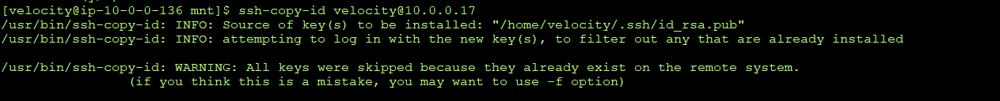 [velocity@ip-10-0-0-136 mnt]$ ssh-copy-id velocity@10.0.0.17
/usr/bin/ssh-copy-id: INFO: Source of key(s) to be installed: "/home/velocity/.ssh/id_rsa.pub"
/usr/bin/ssh-copy-id: INFO: attempting to log in with the new key(s), to filter out any that are already installed
/usr/bin/ssh-copy-id: WARNING: All keys were skipped because they already exist on the remote system.
(if you think this is a mistake, you may want to use -f option)